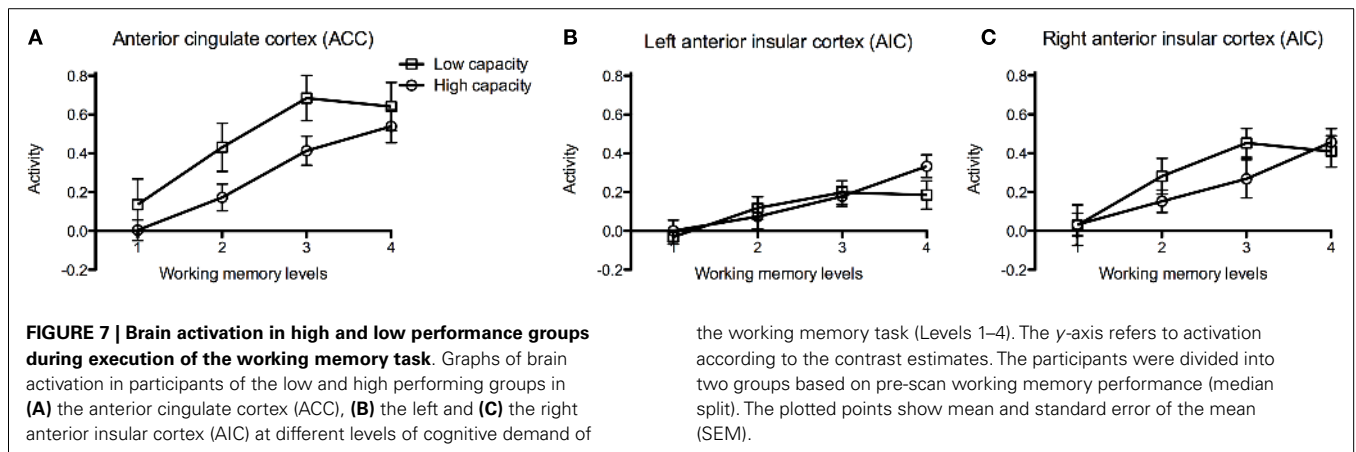 A
Anterior cingulate cortex (ACC)
Low capacity
High capacity
0.8
0.6
0.4
0.2
0.0
-0.2
Activity
1
2
3
4
Working memory levels
B
Left anterior insular cortex (AIC)
0.8
0.6
0.4
0.2
0.0
-0.2
Activity
1
2
3
4
Working memory levels
C
Right anterior insular cortex (AIC)
0.8
0.6
0.4
0.2
0.0
-0.2
Activity
1
2
3
4
Working memory levels
FIGURE 7 | Brain activation in high and low performance groups
during execution of the working memory task. Graphs of brain
activation in participants of the low and high performing groups in
(A) the anterior cingulate cortex (ACC), (B) the left and (C) the right
anterior insular cortex (AIC) at different levels of cognitive demand of
the working memory task (Levels 1–4). The y-axis refers to activation
according to the contrast estimates. The participants were divided into
two groups based on pre-scan working memory performance (median
split). The plotted points show mean and standard error of the mean
(SEM).